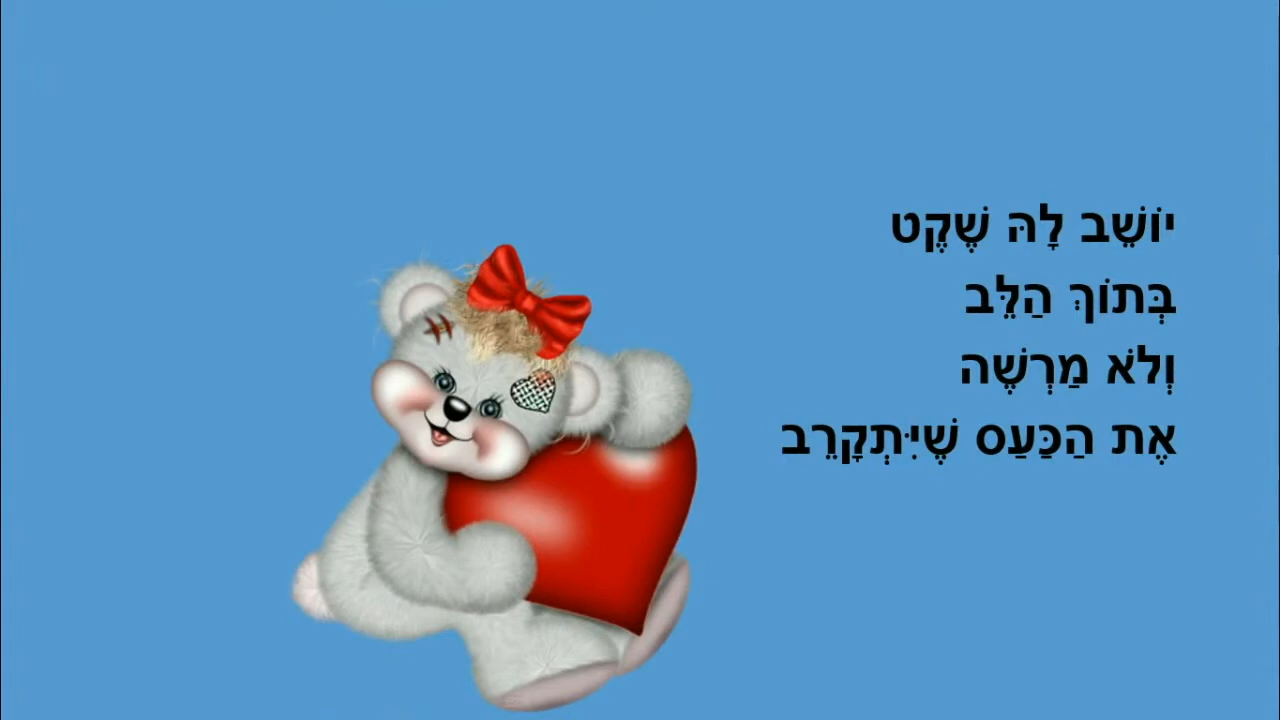 יוֹשֵׁב לָהּ שֶׁקֶט
בְּתוֹךְ הַלֵּב
וְלֹא מַרְשֶׁה
אֶת הַכַּעַס שֶׁיִּתְקָרֵב